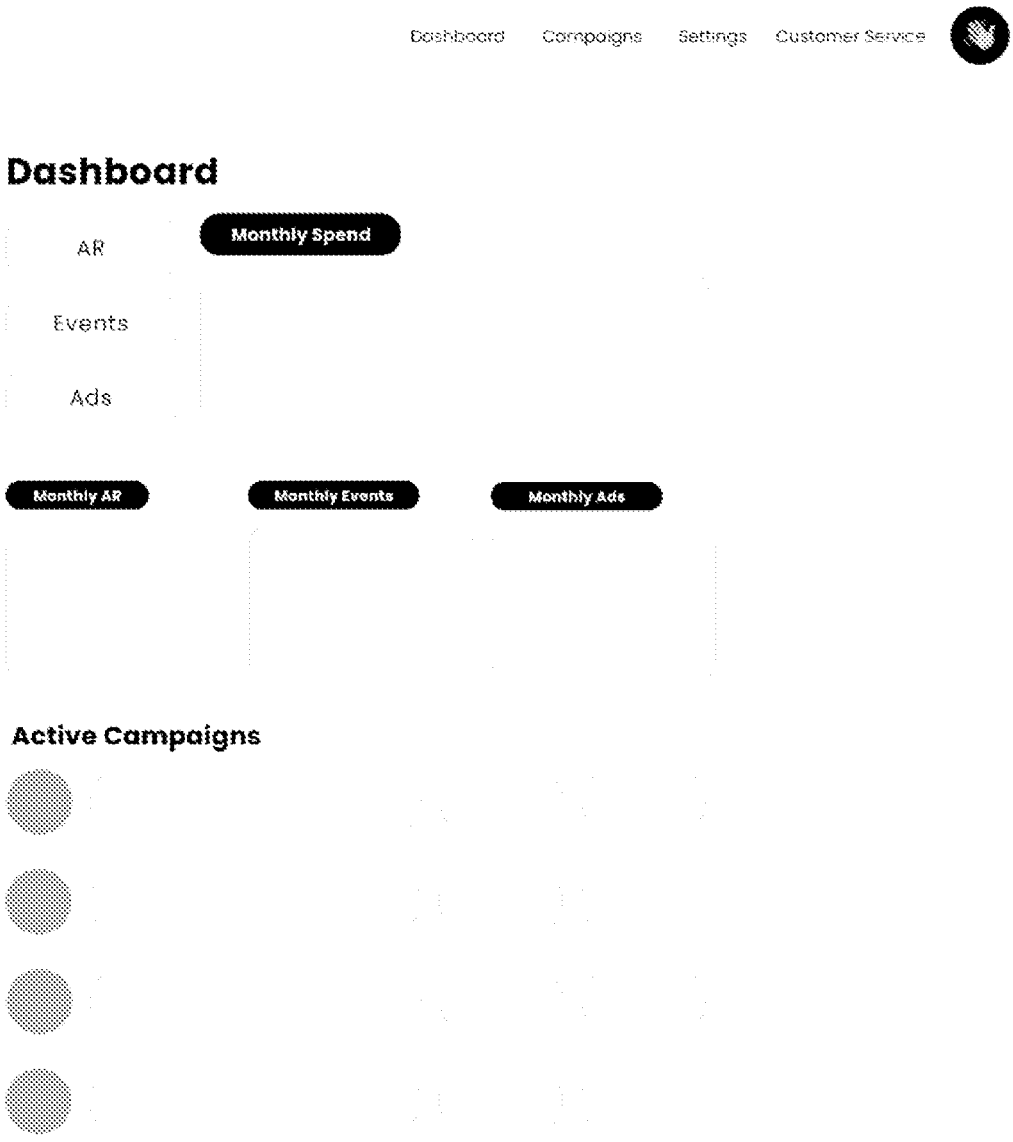 Dashboard Campaigns Settings Customer Service
Dashboard
AR
Monthly Spend
Events
Ads
Monthly AR Monthly Events Monthly Ads
Active Campaigns